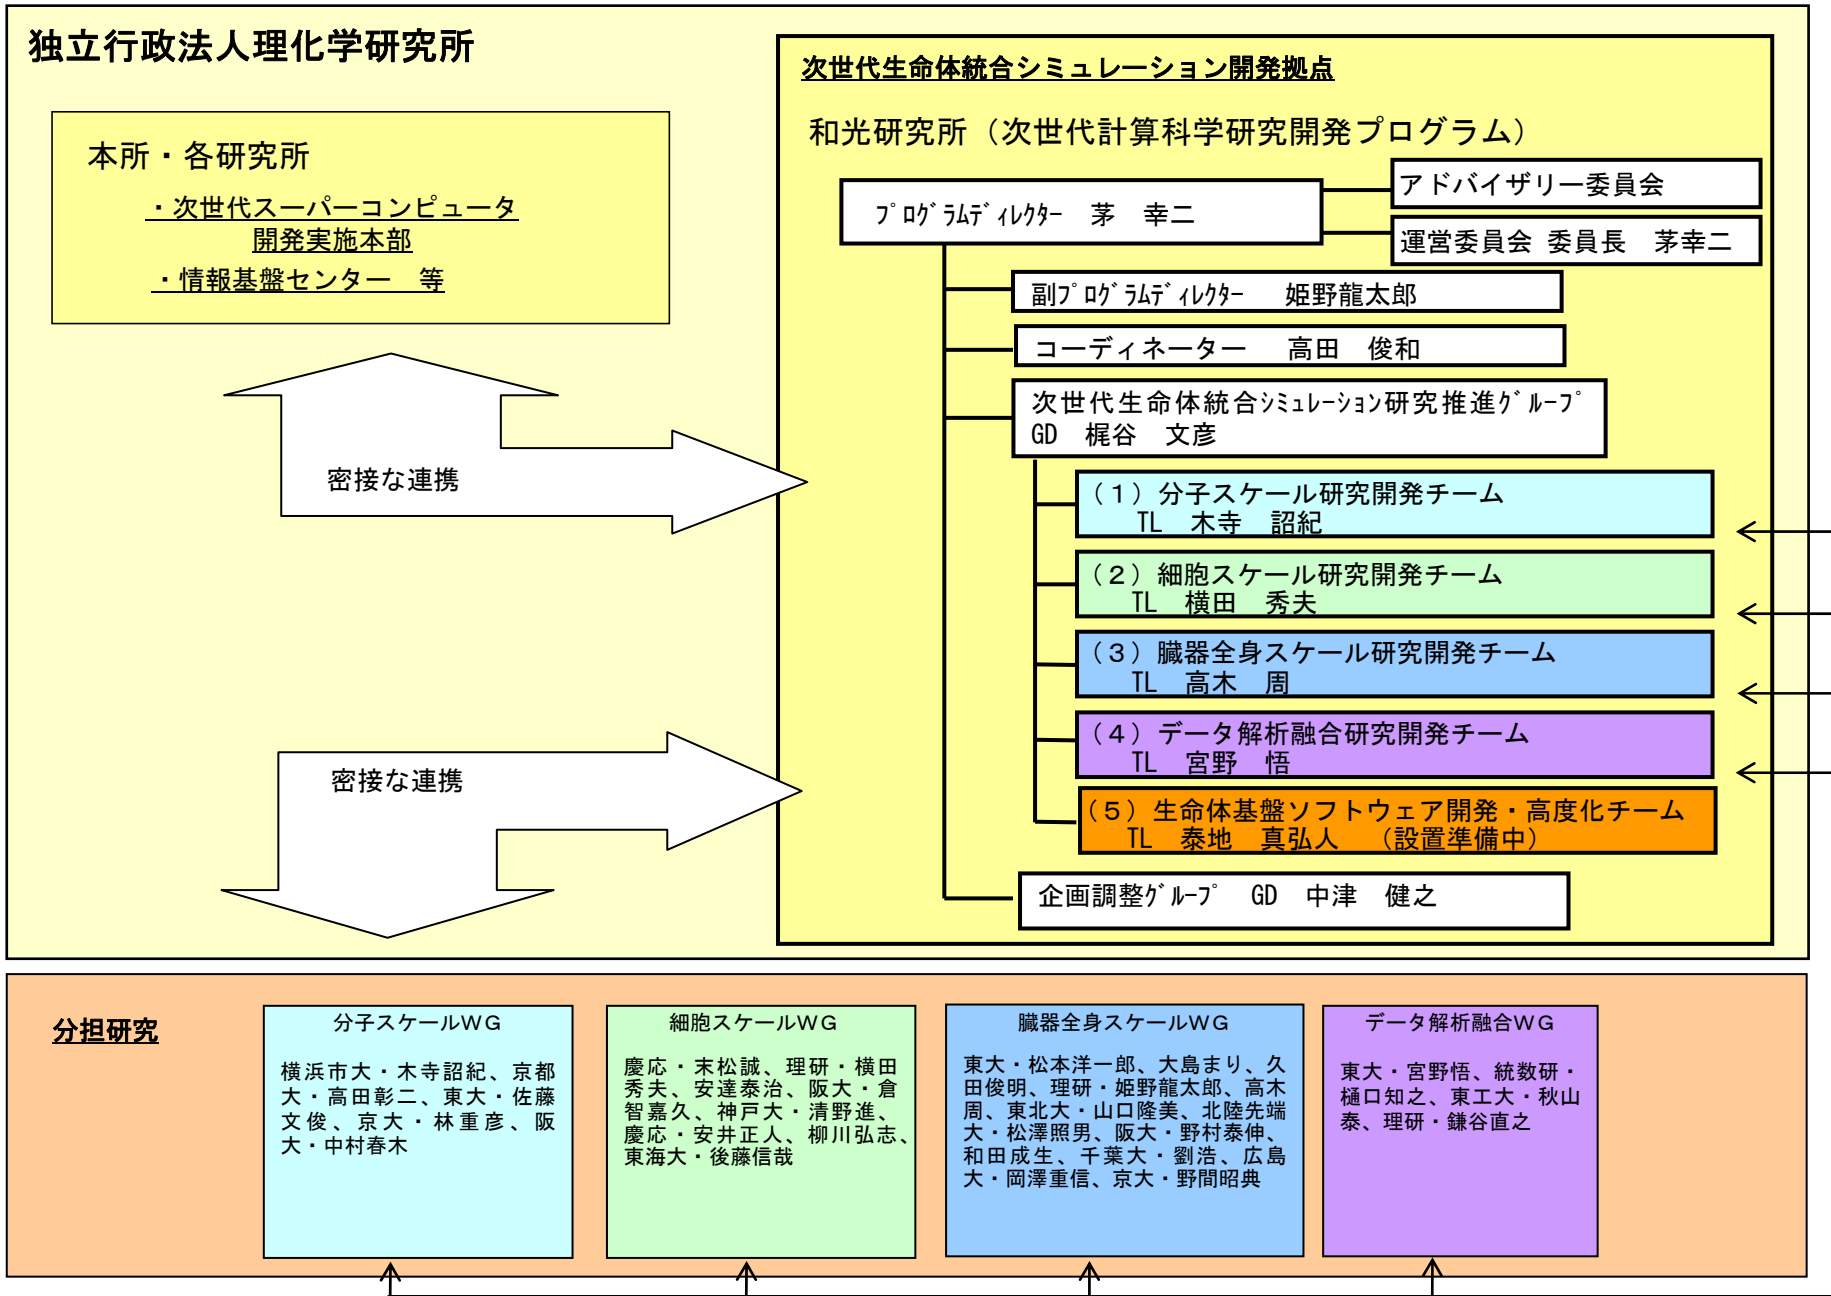 独立行政法人理化学研究所
本所・各研究所
・次世代スーパーコンピュータ
開発実施本部
・情報基盤センター　等
密接な連携
密接な連携
次世代生命体統合シミュレーション開発拠点
和光研究所（次世代計算科学研究開発プログラム）
ﾌﾟﾛｸﾞﾗﾑﾃﾞｨﾚｸﾀｰ　茅　幸二
アドバイザリー委員会
運営委員会 委員長　茅幸二
副ﾌﾟﾛｸﾞﾗﾑﾃﾞｨﾚｸﾀｰ　姫野龍太郎
コーディネーター　高田　俊和
次世代生命体統合ｼﾐｭﾚｰｼｮﾝ研究推進ｸﾞﾙｰﾌﾟ
GD　梶谷　文彦
（１）分子スケール研究開発チーム
TL　木寺　詔紀
（２）細胞スケール研究開発チーム
TL　横田　秀夫
（３）臓器全身スケール研究開発チーム
TL　高木　周
（４）データ解析融合研究開発チーム
TL　宮野　悟
（５）生命体基盤ソフトウェア開発・高度化チーム
TL　泰地　真弘人　（設置準備中）
企画調整ｸﾞﾙｰﾌﾟ　GD　中津　健之
分担研究
分子スケールＷＧ
横浜市大・木寺詔紀、京都
大・高田彰二、東大・佐藤
文俊、京大・林重彦、阪
大・中村春木
細胞スケールＷＧ
慶応・末松誠、理研・横田
秀夫、安達泰治、阪大・倉
智嘉久、神戸大・清野進、
慶応・安井正人、柳川弘志、
東海大・後藤信哉
臓器全身スケールＷＧ
東大・松本洋一郎、大島まり、久
田俊明、理研・姫野龍太郎、高木
周、東北大・山口隆美、北陸先端
大・松澤照男、阪大・野村泰伸、
和田成生、千葉大・劉浩、広島
大・岡澤重信、京大・野間昭典
データ解析融合ＷＧ
東大・宮野悟、統数研・
樋口知之、東工大・秋山
泰、理研・鎌谷直之